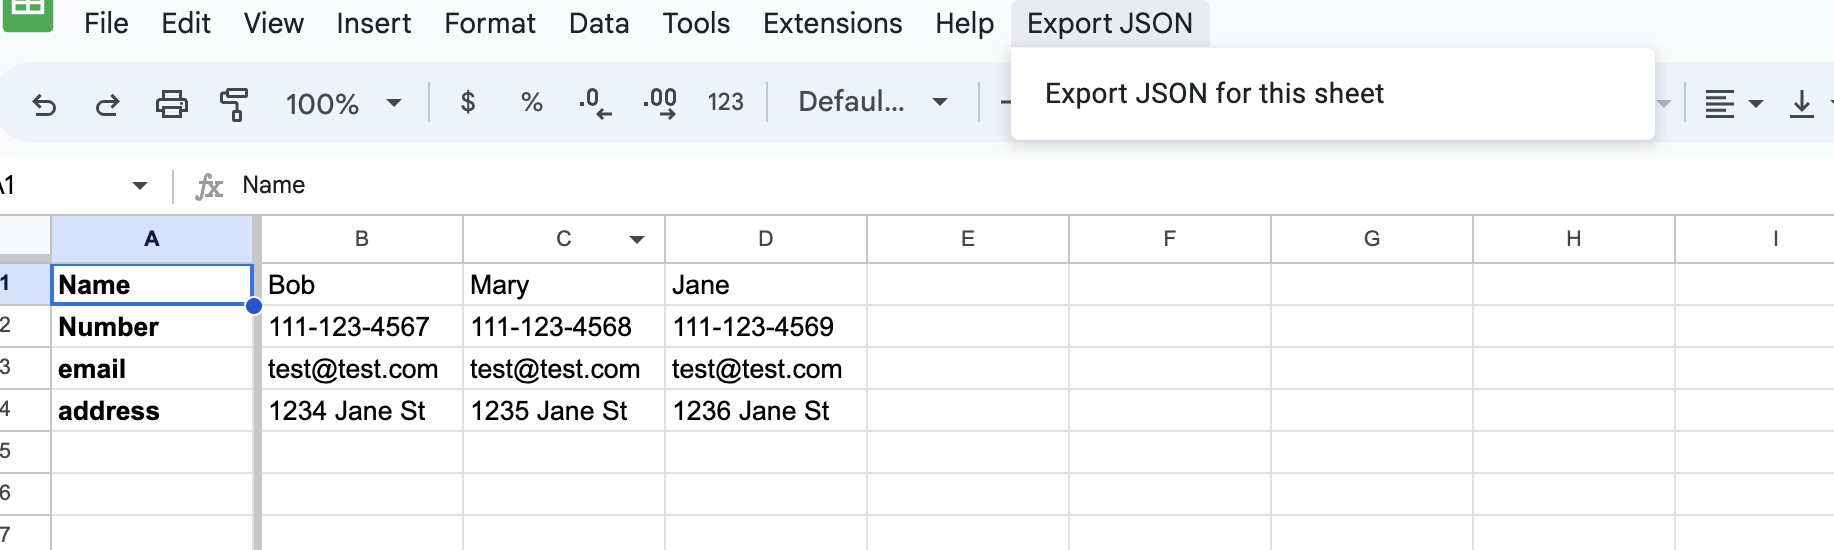 File Edit View Insert Format Data Tools Extensions Help Export JSON
Export JSON for this sheet
100% $ % .0 .00 123 Defaul...
Name
A B C D E F G H I
1 Name Bob Mary Jane
2 Number 111-123-4567 111-123-4568 111-123-4569
3 email test@test.com test@test.com test@test.com
4 address 1234 Jane St 1235 Jane St 1236 Jane St
5
6
7